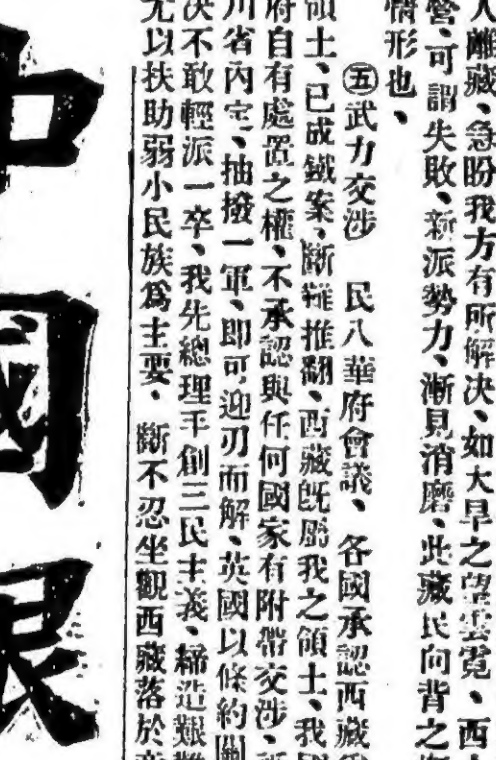 人離藏、急盼我方有所解决、如大旱之望雲霓、西
營、可謂失敗、新派勢力、漸見消磨、此藏民向背之
情形也、
㊄武力交涉　民八華府會議、各國承認西藏
領土、已成鐵案、斷難推翻、西藏旣屬我之領土、我國
府自有處置之權、不承認與任何國家有附帶交涉、
川省內定、抽撥一軍、即可迎刃而解、英國以條約關
决不敢輕派一卒、我先總理手創三民主義、締造艱難
尤以扶助弱小民族爲主要．斷不忍坐觀西藏落於
中國銀